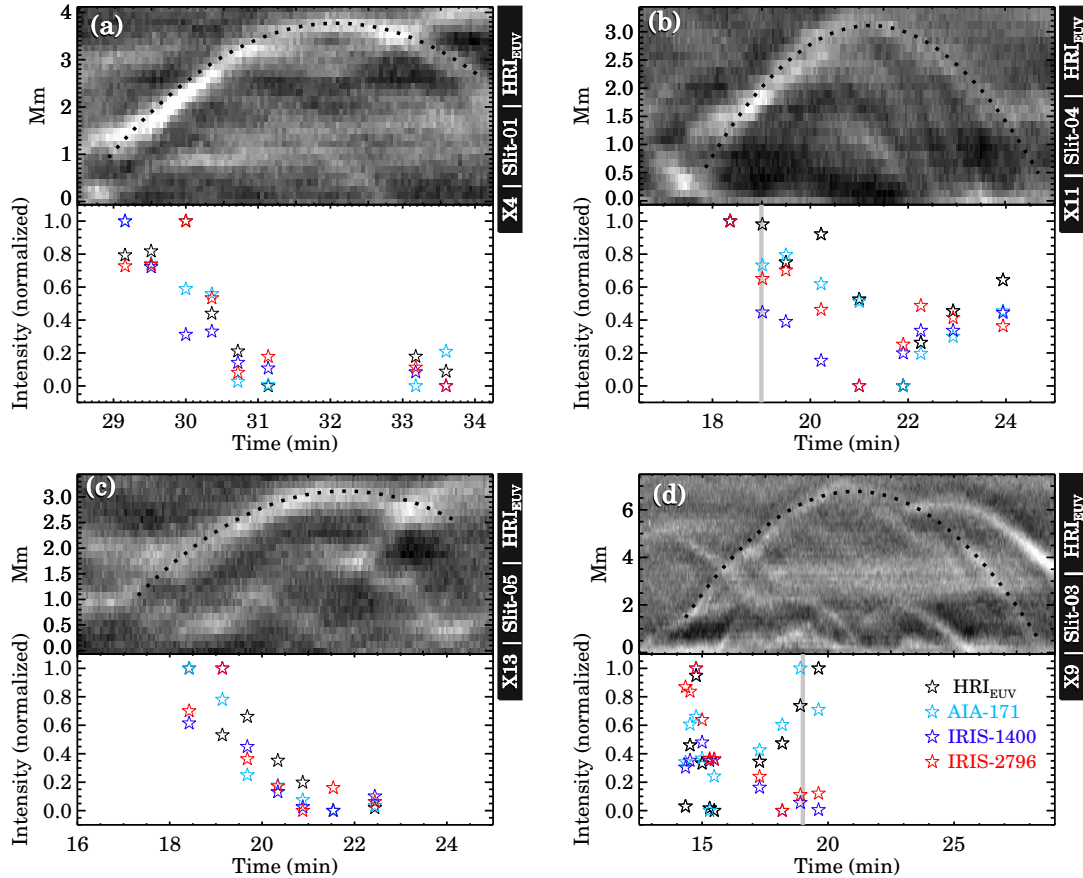 (a)
4
3
2
1
0
Mm
X4 | Slit-01 | HRI_EUV
1.0
0.8
0.6
0.4
0.2
0.0
Intensity (normalized)
29 30 31 32 33 34
Time (min)
(b)
3.0
2.5
2.0
1.5
1.0
0.5
0
Mm
X11 | Slit-04 | HRI_EUV
1.0
0.8
0.6
0.4
0.2
0.0
Intensity (normalized)
18 20 22 24
Time (min)
(c)
3.0
2.5
2.0
1.5
1.0
0.5
0
Mm
X13 | Slit-05 | HRI_EUV
1.0
0.8
0.6
0.4
0.2
0.0
Intensity (normalized)
16 18 20 22 24
Time (min)
(d)
6
4
2
0
Mm
X9 | Slit-03 | HRI_EUV
1.0
0.8
0.6
0.4
0.2
0.0
Intensity (normalized)
HRI_EUV
AIA-171
IRIS-1400
IRIS-2796
15 20 25
Time (min)